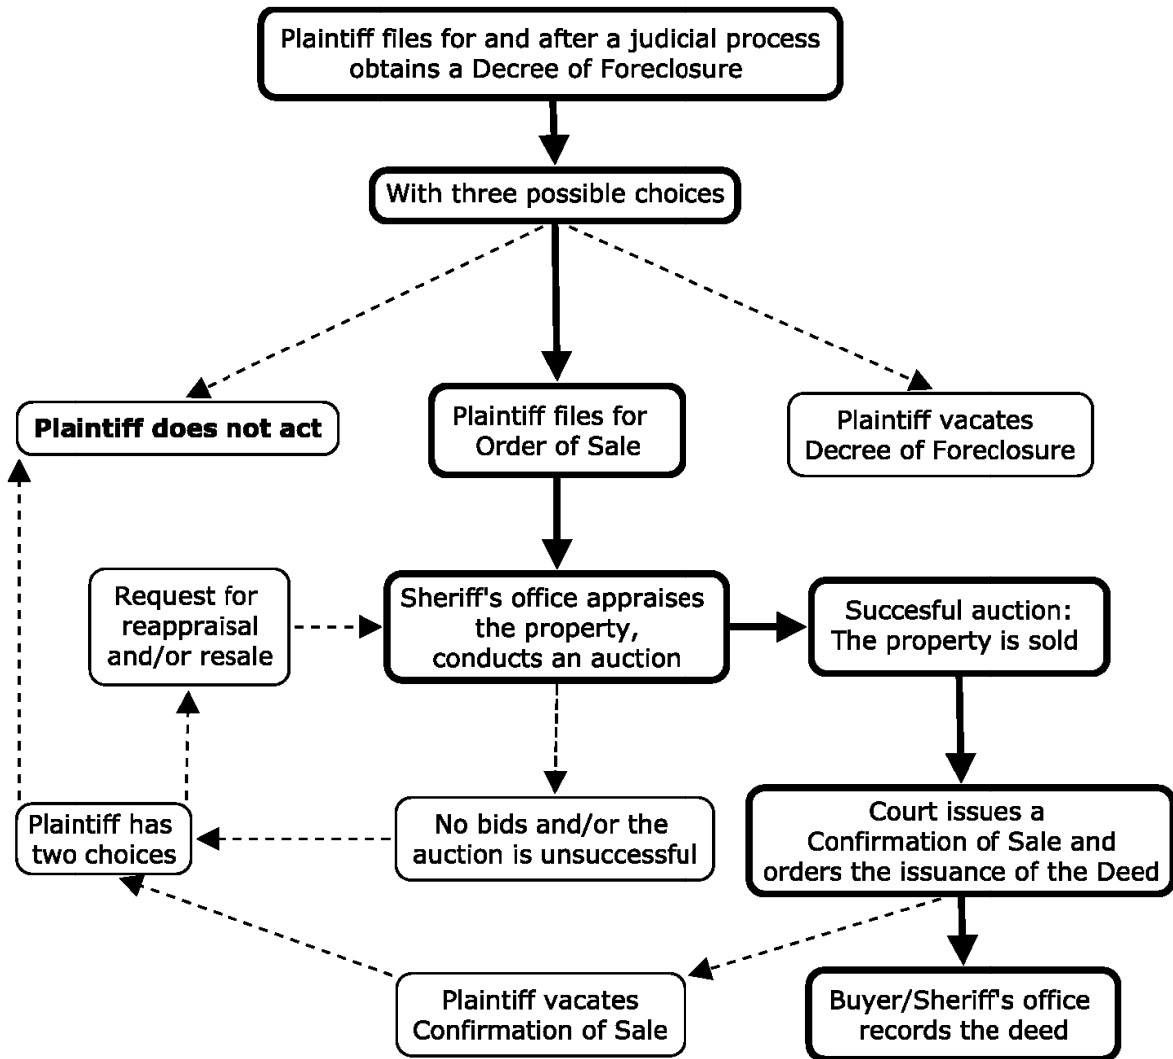 Plaintiff files for and after a judicial process
obtains a Decree of Foreclosure
With three possible choices
Plaintiff does not act
Plaintiff files for
Order of Sale
Plaintiff vacates
Decree of Foreclosure
Request for
reappraisal
and/or resale
Sheriff's office appraises
the property,
conducts an auction
Succesful auction:
The property is sold
Plaintiff has
two choices
No bids and/or the
auction is unsuccessful
Court issues a
Confirmation of Sale and
orders the issuance of the Deed
Plaintiff vacates
Confirmation of Sale
Buyer/Sheriff's office
records the deed